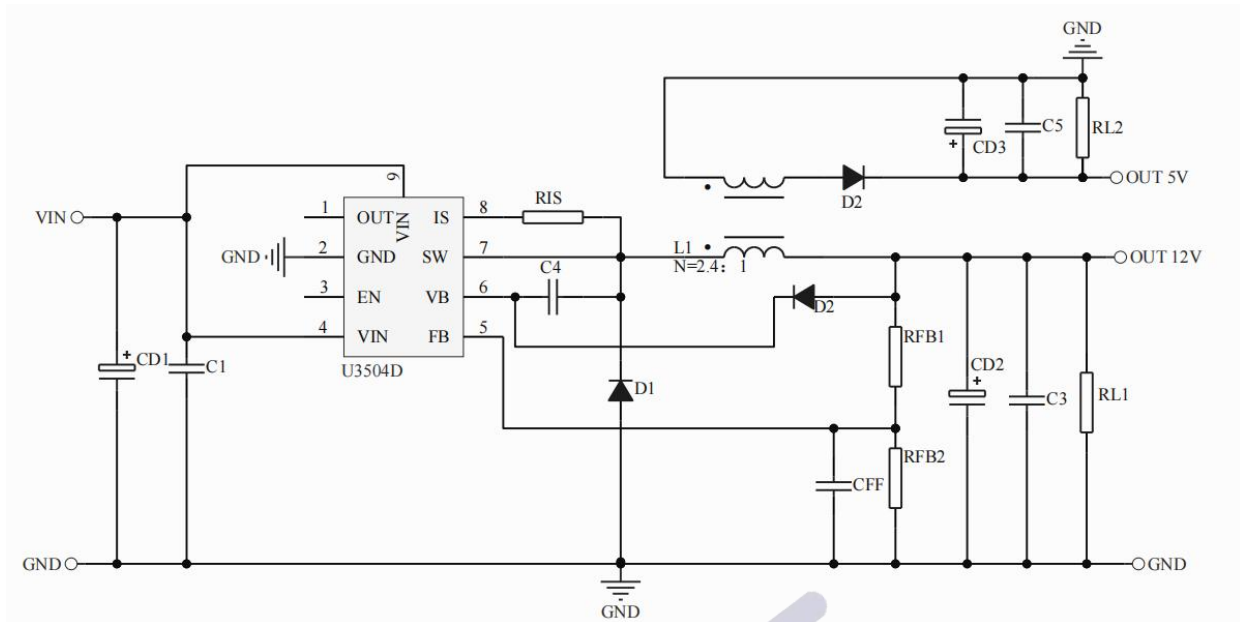 GND
CD3
C5
RL2
D2
OUT 5V
9
VIN
1
OUT
VIN
IS
8
RIS
GND
2
GND
SW
7
L1
N=2.4：1
OUT 12V
3
EN
VB
6
C4
D2
4
VIN
FB
5
RFB1
CD1
+
C1
U3504D
D1
CD2
+
C3
RL1
+
RFB2
CFF
GND
GND
GND